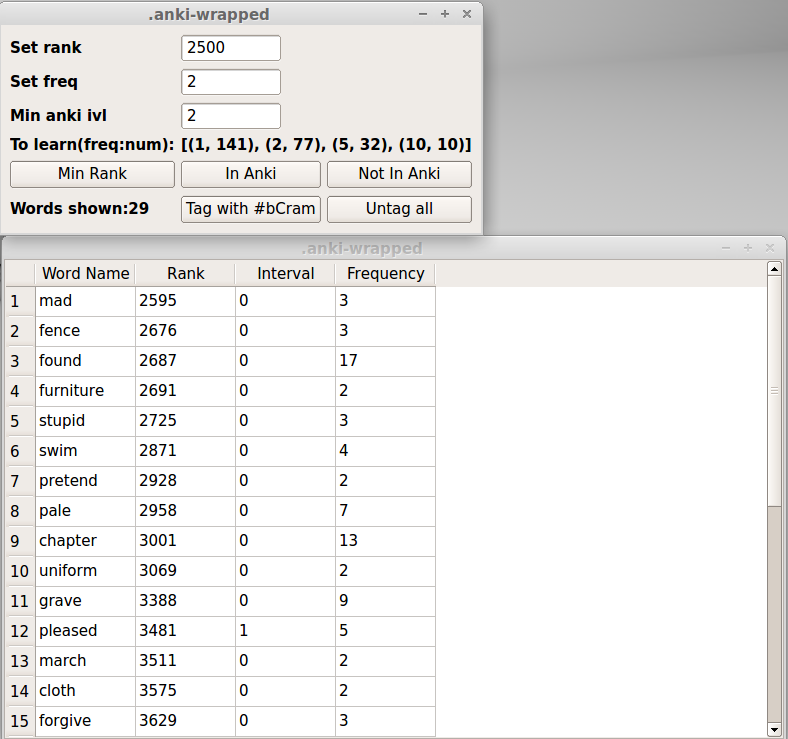 .anki-wrapped
Set rank 2500
Set freq 2
Min anki ivl 2
To learn(freq:num): [(1, 141), (2, 77), (5, 32), (10, 10)]
Min Rank In Anki Not In Anki
Words shown:29 Tag with #bCram Untag all
.anki-wrapped
Word Name Rank Interval Frequency
1 mad 2595 0 3
2 fence 2676 0 3
3 found 2687 0 17
4 furniture 2691 0 2
5 stupid 2725 0 3
6 swim 2871 0 4
7 pretend 2928 0 2
8 pale 2958 0 7
9 chapter 3001 0 13
10 uniform 3069 0 2
11 grave 3388 0 9
12 pleased 3481 1 5
13 march 3511 0 2
14 cloth 3575 0 2
15 forgive 3629 0 3